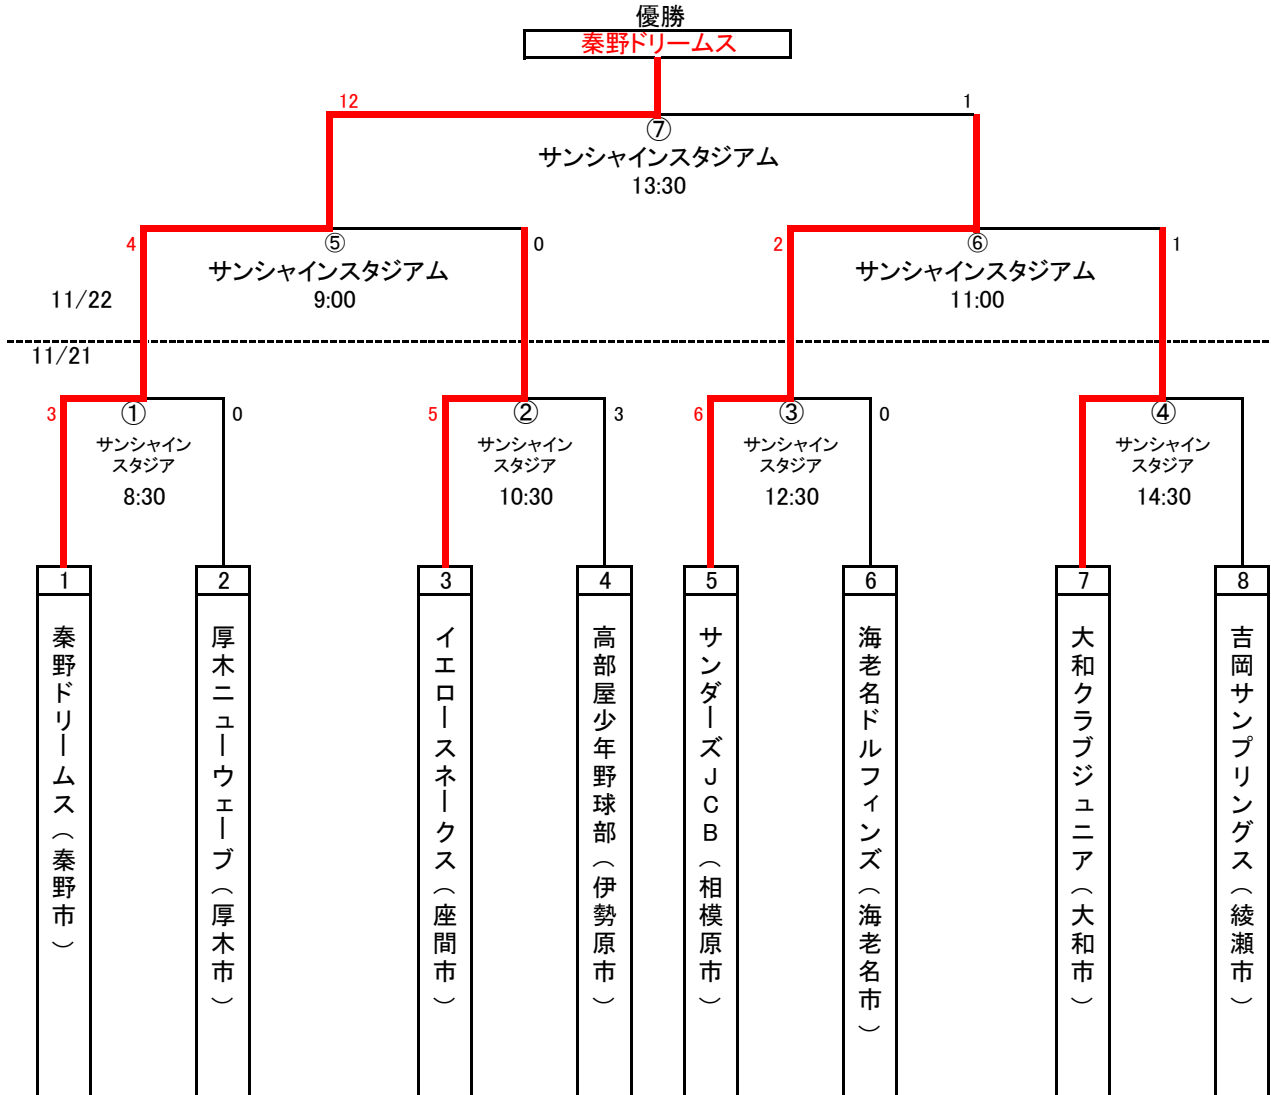 優勝
秦野ドリームス
12
1
⑦
サンシャインスタジアム
13:30
4
⑤
0
2
⑥
1
サンシャインスタジアム
サンシャインスタジアム
11/22
9:00
11:00
11/21
3
①
0
5
②
3
6
③
0
④
サンシャイン
スタジア
8:30
サンシャイン
スタジア
10:30
サンシャイン
スタジア
12:30
サンシャイン
スタジア
14:30
1
2
3
4
5
6
7
8
秦野ドリームス（秦野市）
厚木ニューウェーブ（厚木市）
イエロースネークス（座間市）
高部屋少年野球部（伊勢原市）
サンダーズＪＣＢ（相模原市）
海老名ドルフィンズ（海老名市）
大和クラブジュニア（大和市）
吉岡サンプリングス（綾瀬市）